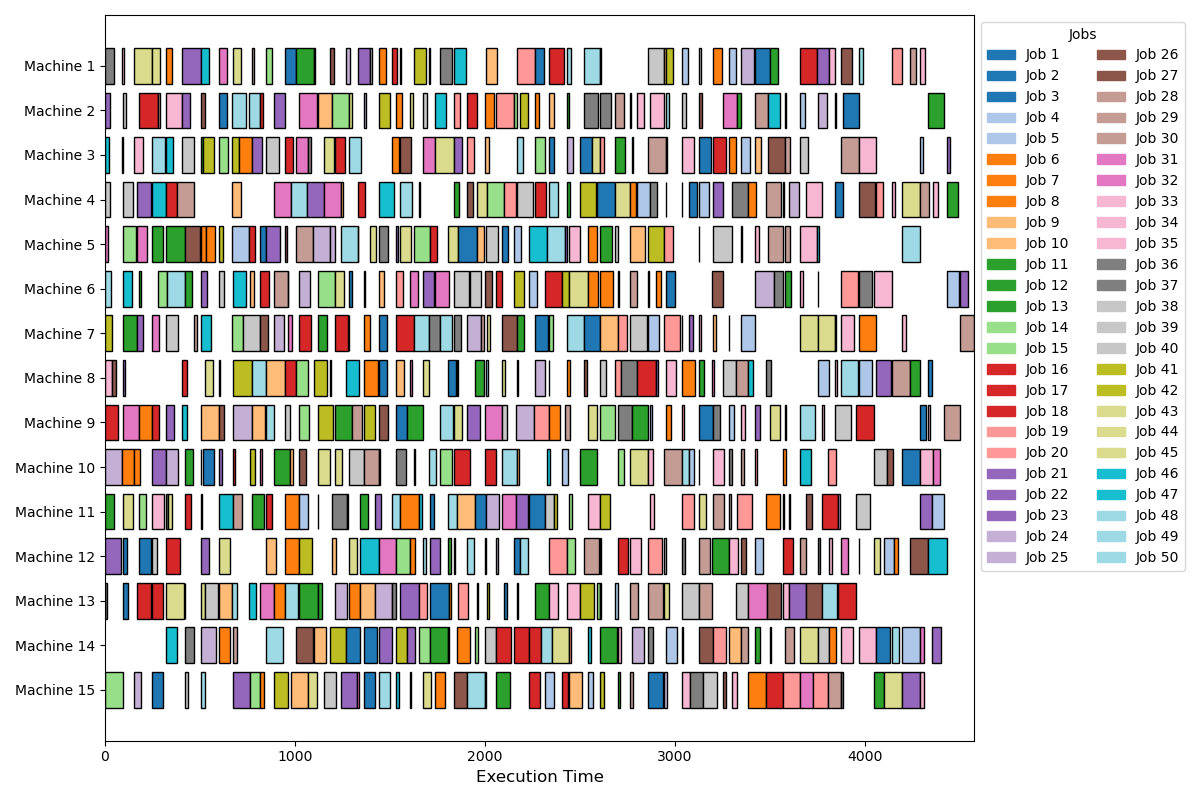 Machine 1
Machine 2
Machine 3
Machine 4
Machine 5
Machine 6
Machine 7
Machine 8
Machine 9
Machine 10
Machine 11
Machine 12
Machine 13
Machine 14
Machine 15
0 1000 2000 3000 4000
Execution Time
Jobs
Job 1 Job 26
Job 2 Job 27
Job 3 Job 28
Job 4 Job 29
Job 5 Job 30
Job 6 Job 31
Job 7 Job 32
Job 8 Job 33
Job 9 Job 34
Job 10 Job 35
Job 11 Job 36
Job 12 Job 37
Job 13 Job 38
Job 14 Job 39
Job 15 Job 40
Job 16 Job 41
Job 17 Job 42
Job 18 Job 43
Job 19 Job 44
Job 20 Job 45
Job 21 Job 46
Job 22 Job 47
Job 23 Job 48
Job 24 Job 49
Job 25 Job 50